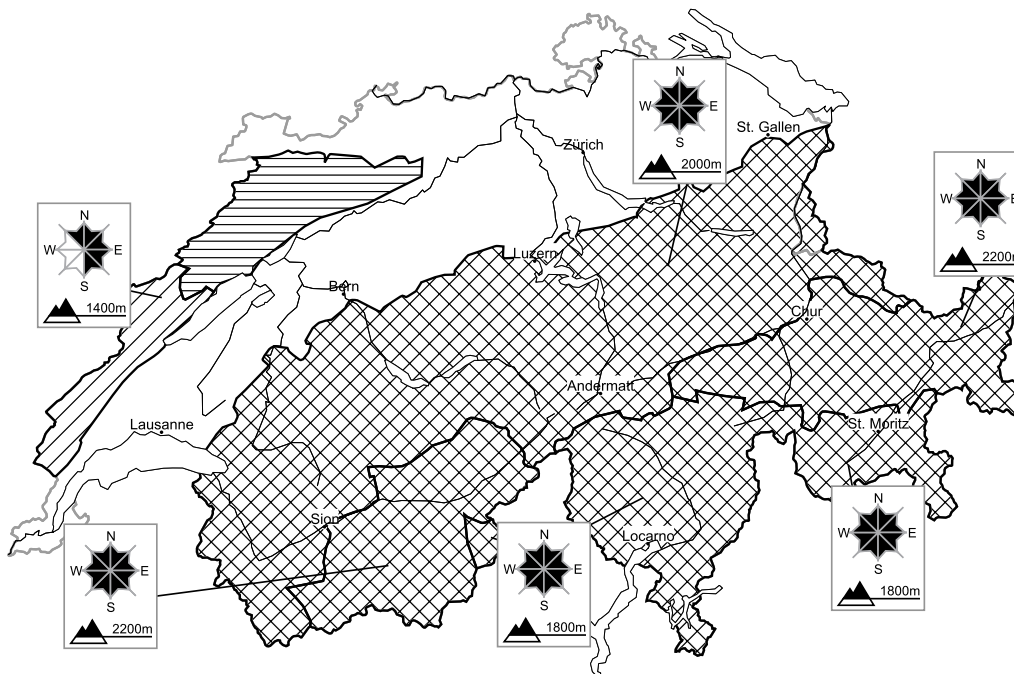 N
W E
S
2000m
St. Gallen
Zürich
N
W E
S
2200m
N
W E
S
1400m
Luzern
Bern
Chur
Andermatt
Lausanne
St. Moritz
Sion
Locarno
N
W E
S
2200m
N
W E
S
1800m
N
W E
S
1800m